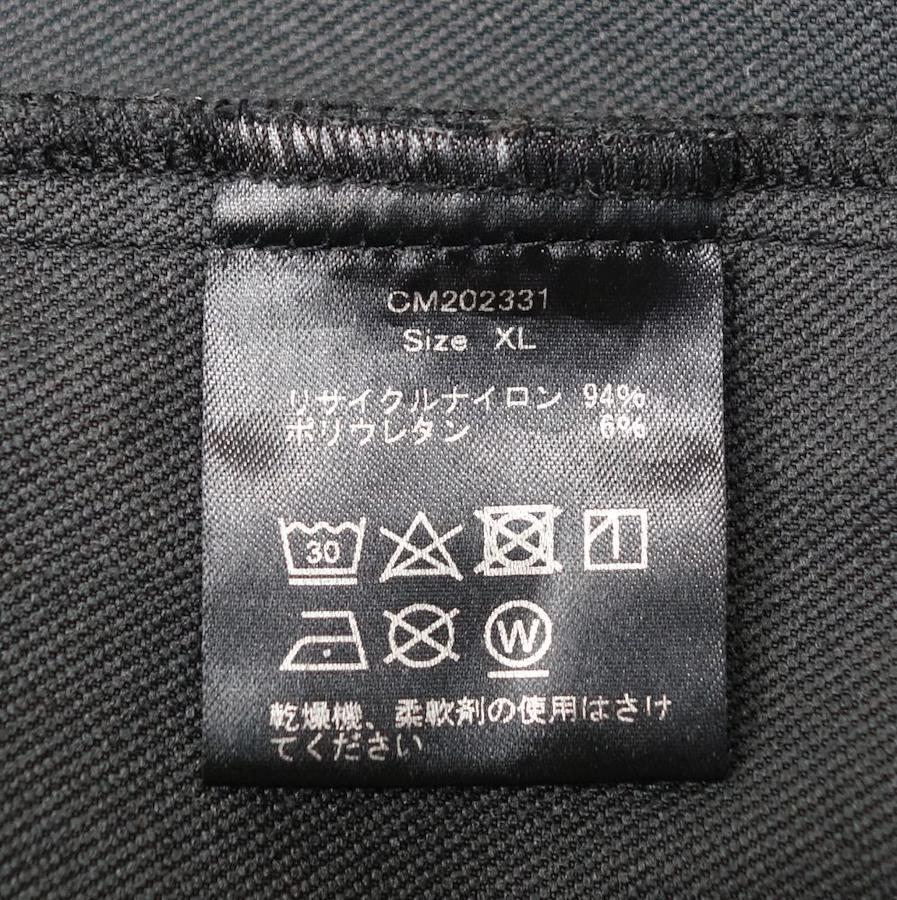 CM202331
Size XL
リサイクルナイロン 94%
ポリウレタン 6%
30
W
乾燥機、柔軟剤の使用はさけ
てください